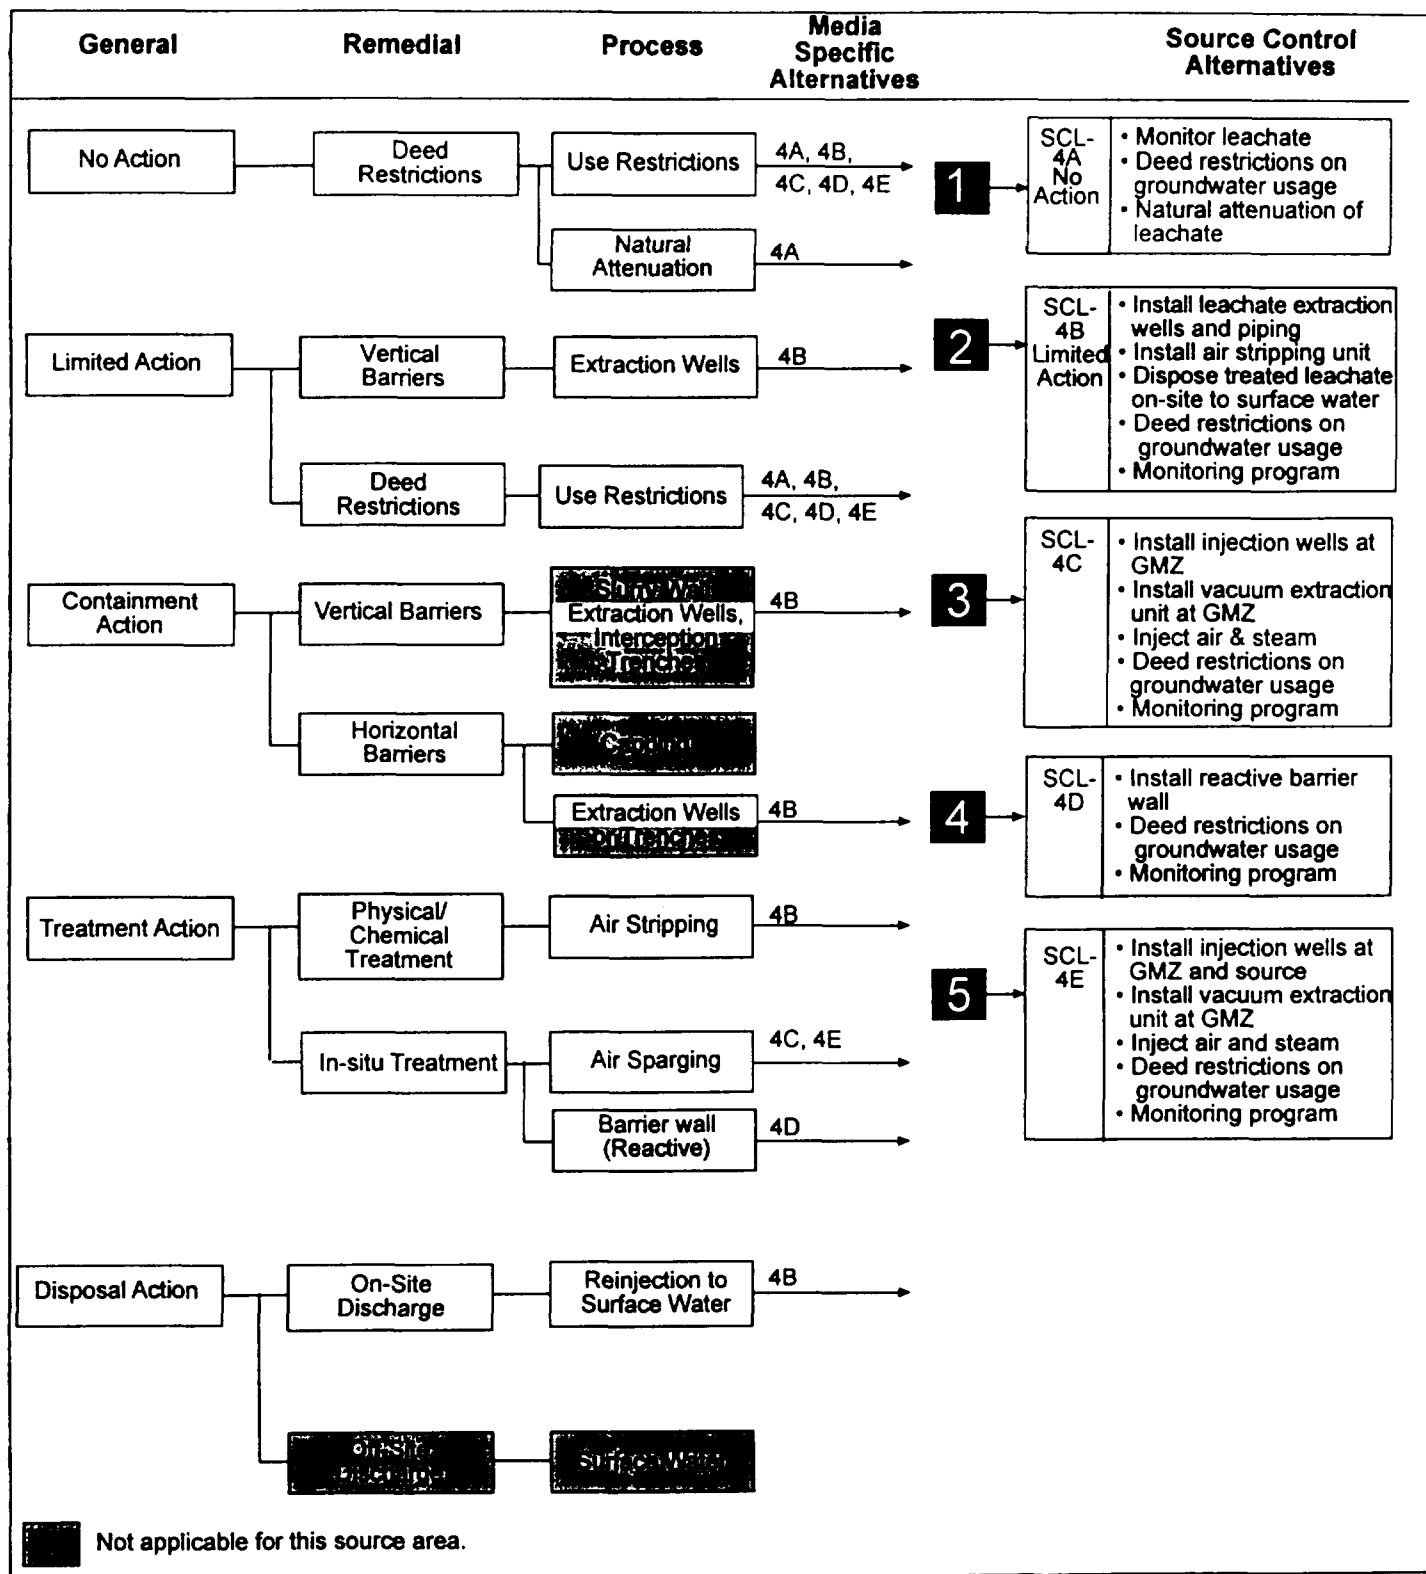 General
Remedial
Process
Media
Specific
Alternatives
Source Control
Alternatives
No Action
Deed
Restrictions
Use Restrictions
4A, 4B,
4C, 4D, 4E
Natural
Attenuation
4A
1
SCL-
4A
No
Action
• Monitor leachate
• Deed restrictions on
groundwater usage
• Natural attenuation of
leachate
Limited Action
Vertical
Barriers
Extraction Wells
4B
Deed
Restrictions
Use Restrictions
4A, 4B,
4C, 4D, 4E
2
SCL-
4B
Limited
Action
• Install leachate extraction
wells and piping
• Install air stripping unit
• Dispose treated leachate
on-site to surface water
• Deed restrictions on
groundwater usage
• Monitoring program
Containment
Action
Vertical Barriers
Slurry Wall
Extraction Wells,
Interception
Trenches
4B
Horizontal
Barriers
Capping
Extraction Wells
Trenches
4B
3
SCL-
4C
• Install injection wells at
GMZ
• Install vacuum extraction
unit at GMZ
• Inject air & steam
• Deed restrictions on
groundwater usage
• Monitoring program
4
SCL-
4D
• Install reactive barrier
wall
• Deed restrictions on
groundwater usage
• Monitoring program
Treatment Action
Physical/
Chemical
Treatment
Air Stripping
4B
In-situ Treatment
Air Sparging
4C, 4E
Barrier wall
(Reactive)
4D
5
SCL-
4E
• Install injection wells at
GMZ and source
• Install vacuum extraction
unit at GMZ
• Inject air and steam
• Deed restrictions on
groundwater usage
• Monitoring program
Disposal Action
On-Site
Discharge
Reinjection to
Surface Water
4B
Discharge
Surface Water
Not applicable for this source area.